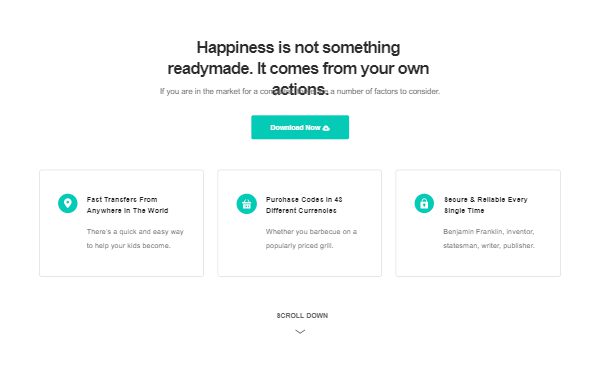 Happiness is not something
readymade. It comes from your own
actions.
If you are in the market for a a number of factors to consider.
Download Now
Fast Transfers From
Anywhere in The World
There's a quick and easy way
to help your kids become.
Purchase Codes in 48
Different Currencies
Whether you barbecue on a
popularly priced grill.
Secure & Reliable Every
Single Time
Benjamin Franklin, inventor,
statesman, writer, publisher.
SCROLL DOWN